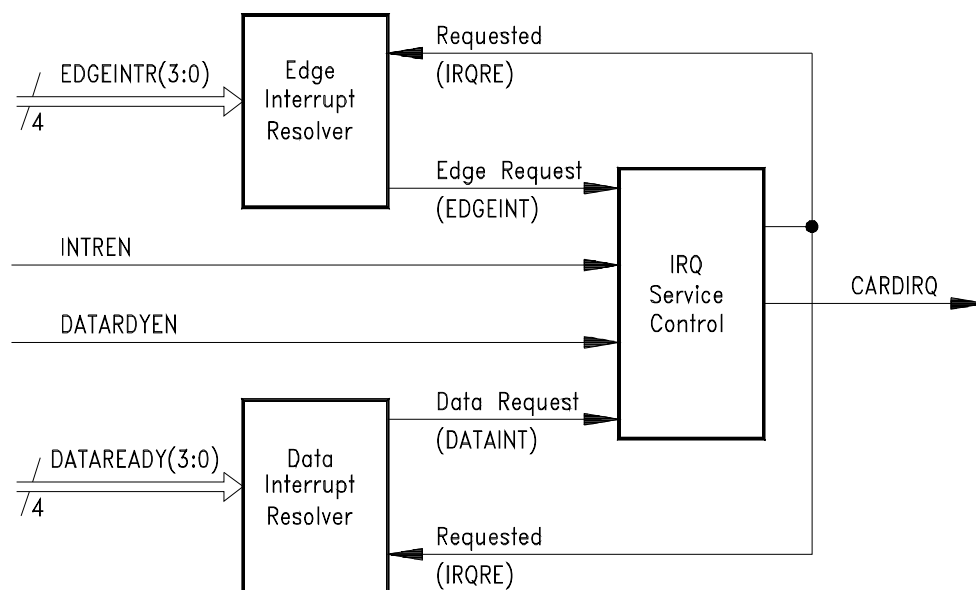 Requested
(IRQRE)
EDGEINTR(3:0)
4
Edge
Interrupt
Resolver
Edge Request
(EDGEINT)
INTREN
DATARDYEN
IRQ
Service
Control
CARDIRQ
Data Request
(DATAINT)
DATAREADY(3:0)
4
Data
Interrupt
Resolver
Requested
(IRQRE)